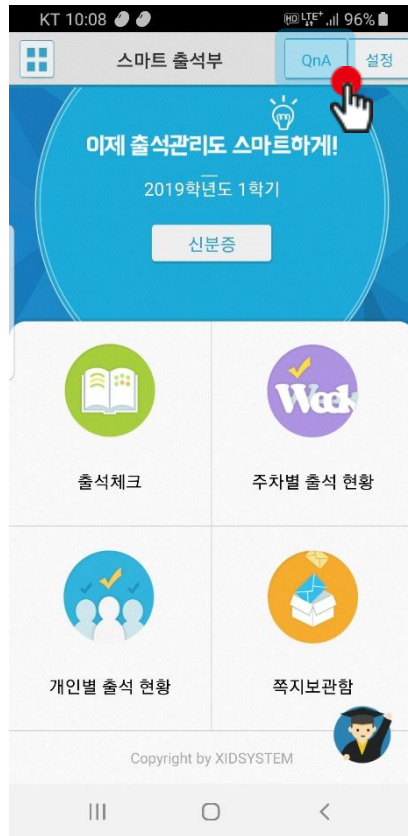 KT 10:08 HD LTE+ 96%
스마트 출석부 QnA 설정
이제 출석관리도 스마트하게!
2019학년도 1학기
신분증
Week
출석체크
주차별 출석 현황
개인별 출석 현황
쪽지보관함
Copyright by XIDSYSTEM